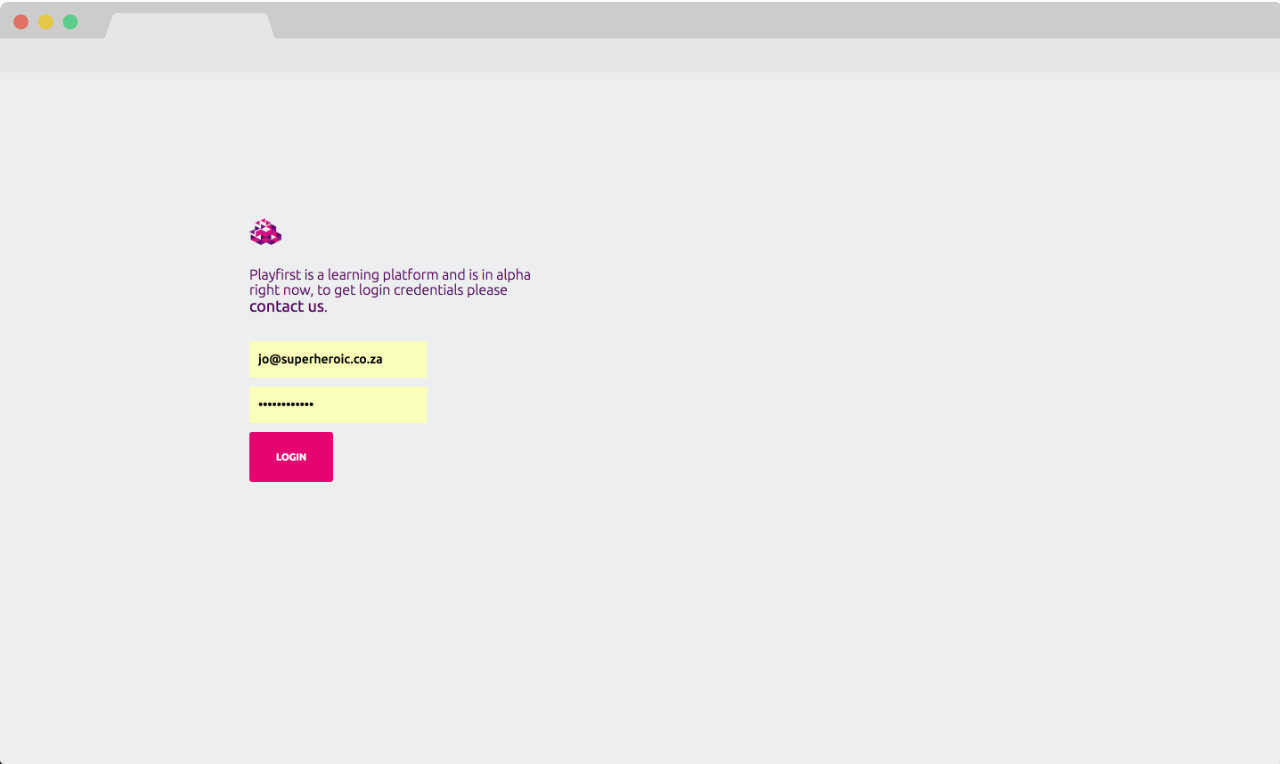 Playfirst is a learning platform and is in alpha
right now, to get login credentials please
contact us.
jo@superheroic.co.za
••••••••••••
LOGIN